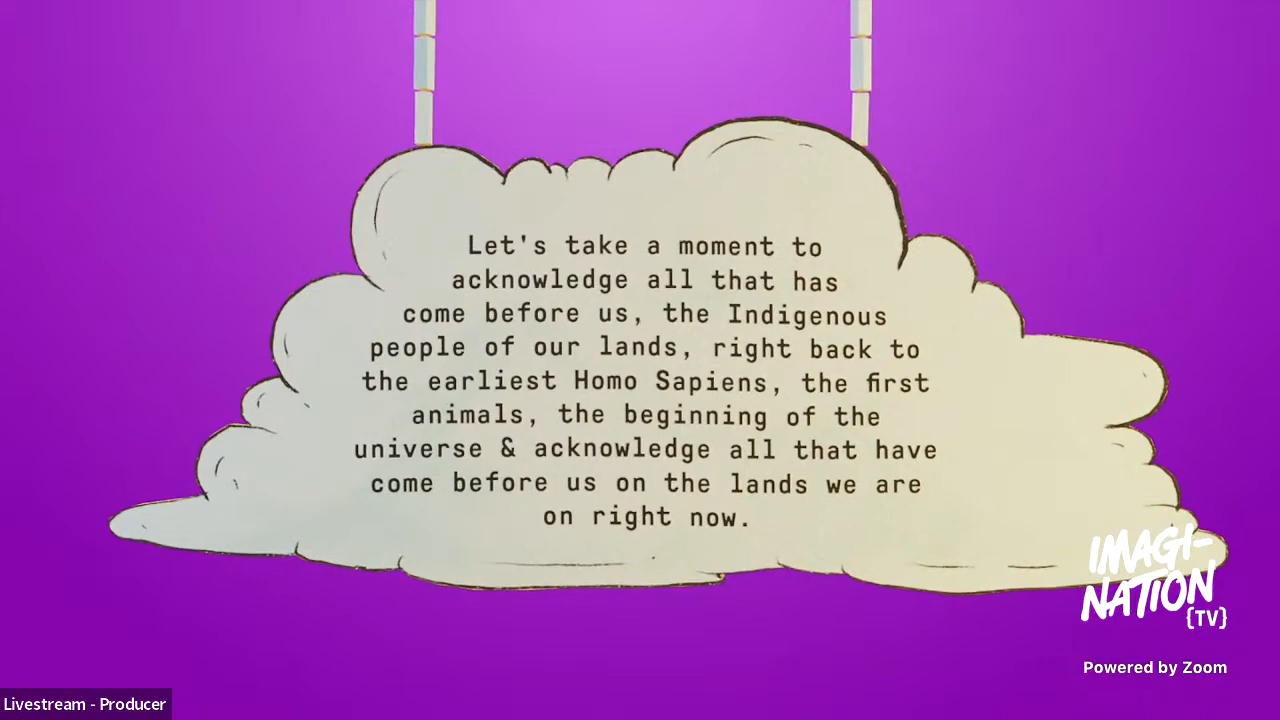 Let's take a moment to
acknowledge all that has
come before us, the Indigenous
people of our lands, right back to
the earliest Homo Sapiens, the first
animals, the beginning of the
universe & acknowledge all that have
come before us on the lands we are
on right now.
IMAGI-
NATION
{TV}
Powered by Zoom
Livestream - Producer